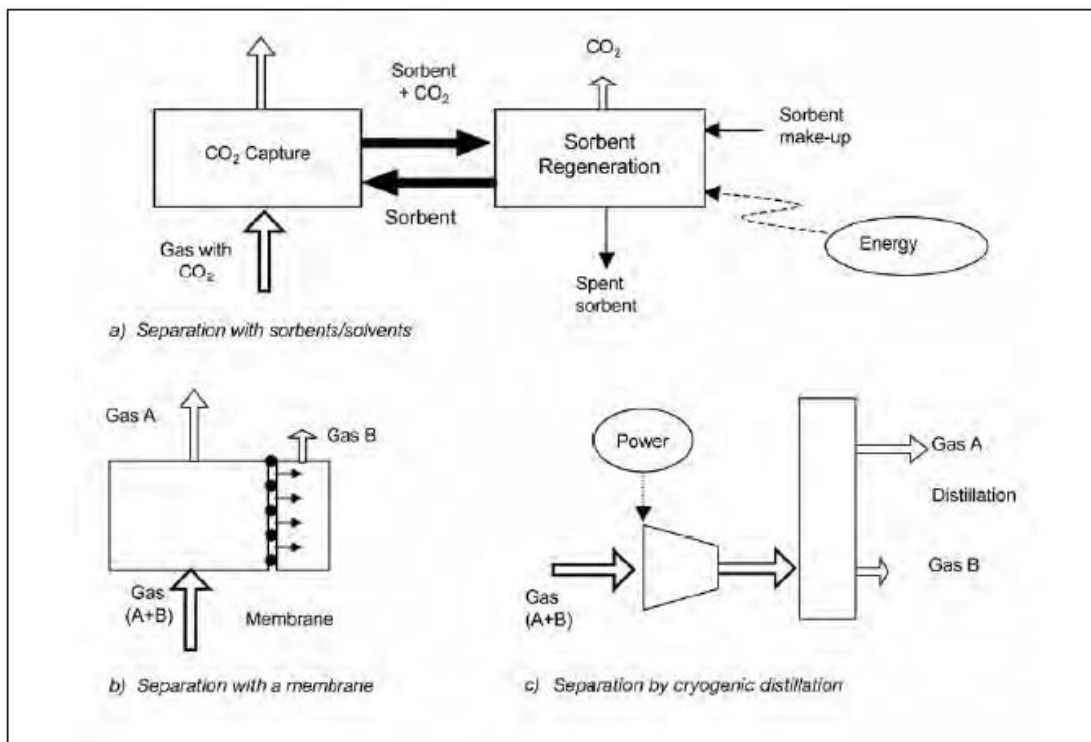 CO₂
Sorbent
+ CO₂
Sorbent
make-up
CO₂ Capture
Sorbent
Regeneration
Sorbent
Gas with
CO₂
Energy
Spent
sorbent
a) Separation with sorbents/solvents
Gas A
Gas B
Power
Gas A
Distillation
Gas B
Gas
(A+B)
Membrane
Gas
(A+B)
b) Separation with a membrane
c) Separation by cryogenic distillation